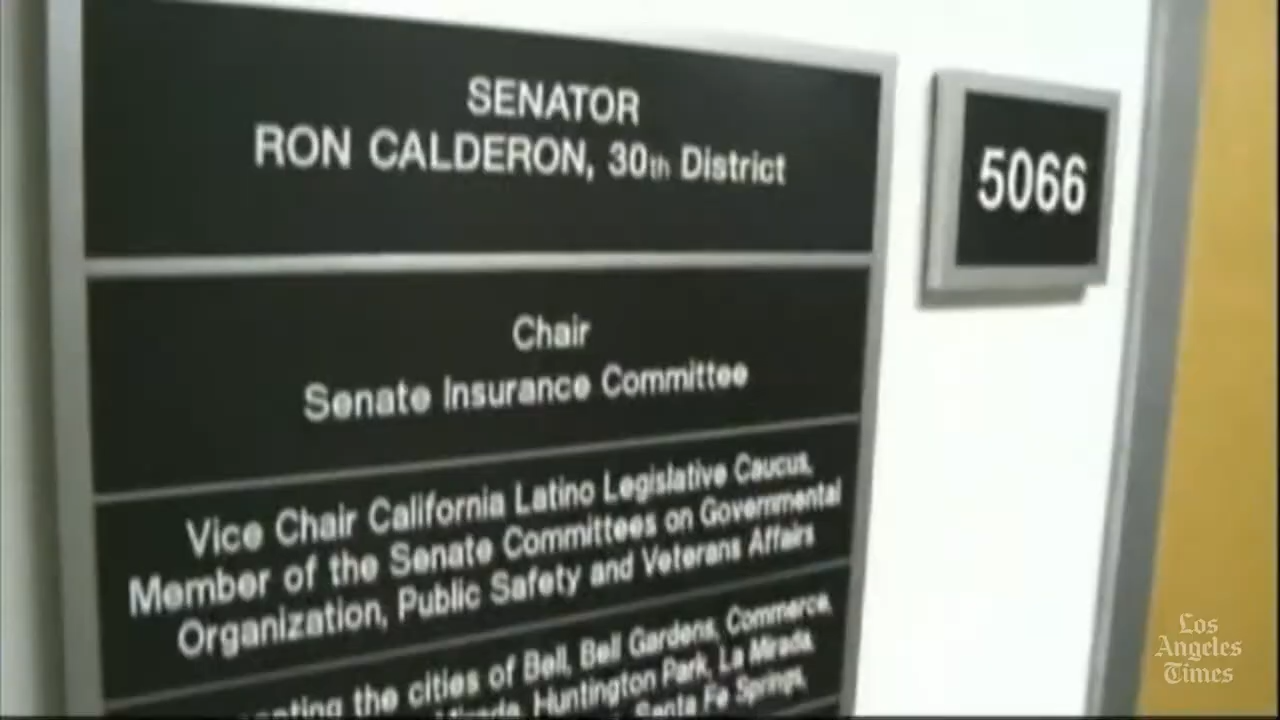 SENATOR
RON CALDERON, 30th District
5066
Chair
Senate Insurance Committee
Vice Chair California Latino Legislative Caucus,
Member of the Senate Committees on Governmental
Organization, Public Safety and Veterans Affairs
the cities of Bell, Bell Gardens, Commerce,
Mirada, Huntington Park, La Mirada,
Santa Fe Springs,
Los
Angeles
Times